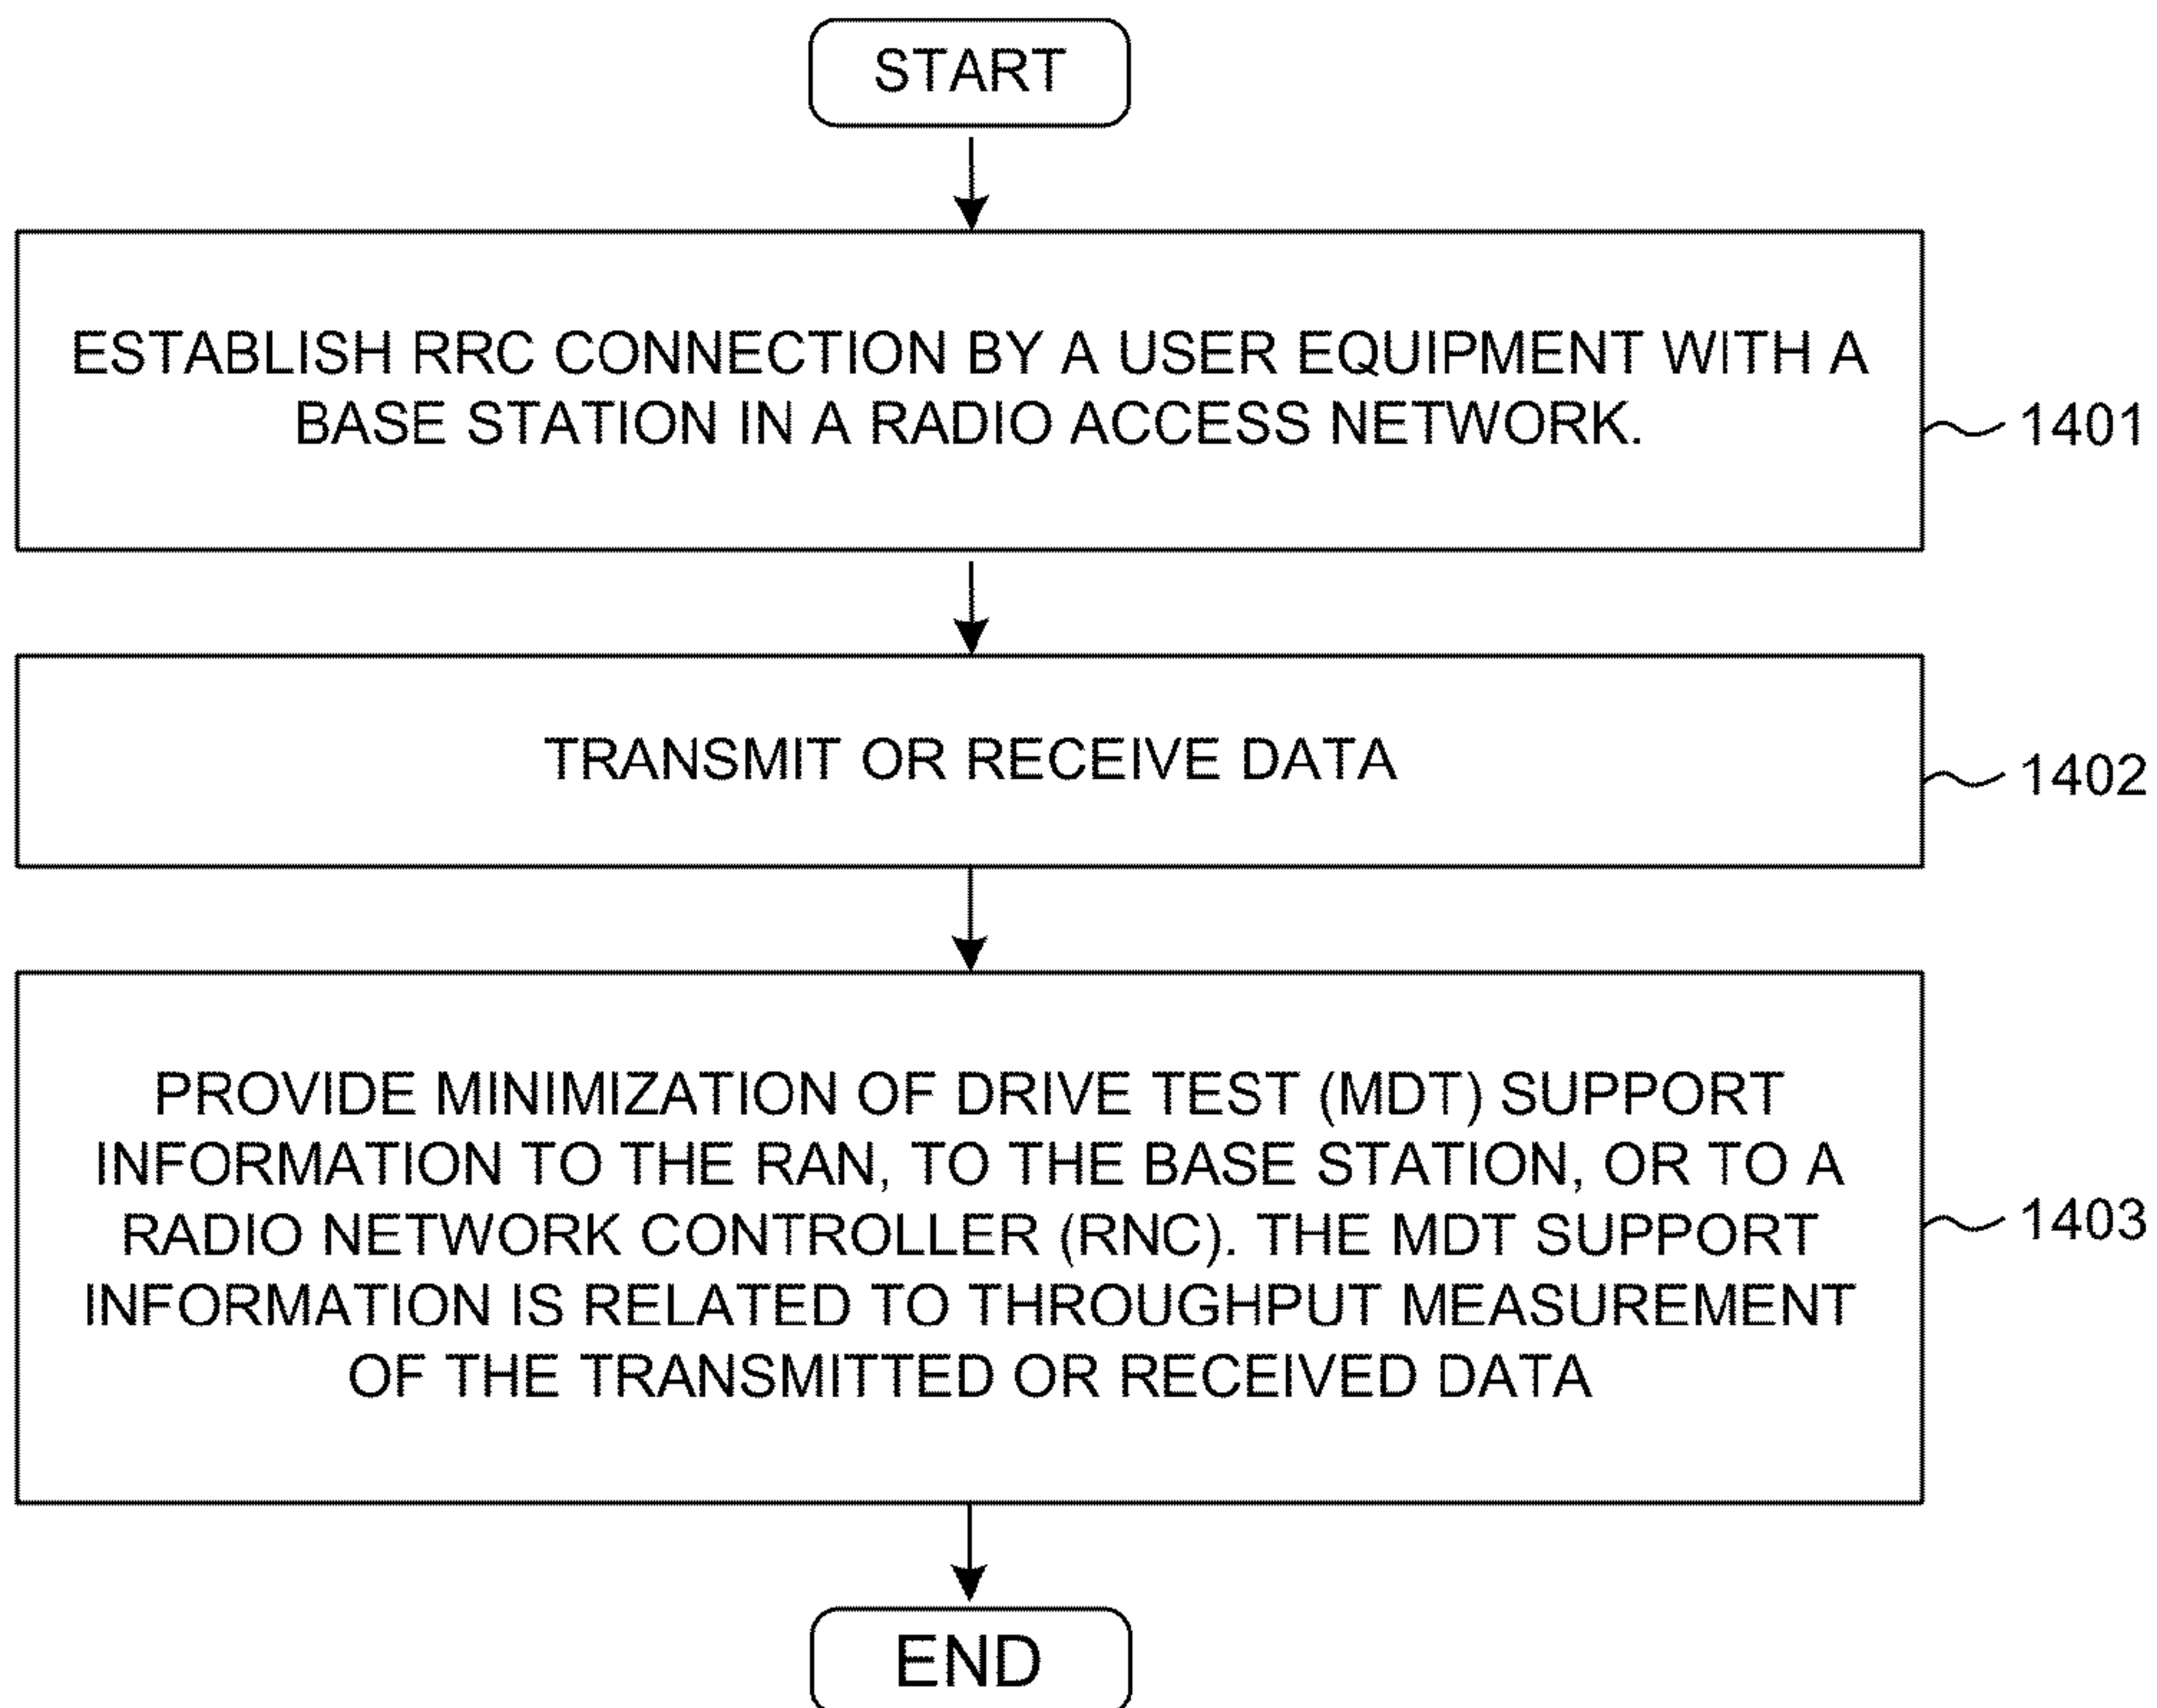 START
ESTABLISH RRC CONNECTION BY A USER EQUIPMENT WITH A
BASE STATION IN A RADIO ACCESS NETWORK.
1401
TRANSMIT OR RECEIVE DATA
1402
PROVIDE MINIMIZATION OF DRIVE TEST (MDT) SUPPORT
INFORMATION TO THE RAN, TO THE BASE STATION, OR TO A
RADIO NETWORK CONTROLLER (RNC). THE MDT SUPPORT
INFORMATION IS RELATED TO THROUGHPUT MEASUREMENT
OF THE TRANSMITTED OR RECEIVED DATA
1403
END